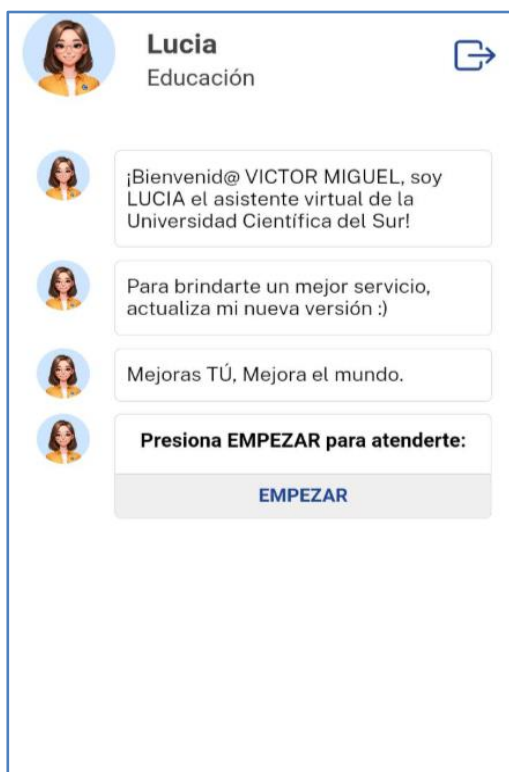 Lucia
Educación
¡Bienvenid@ VICTOR MIGUEL, soy
LUCIA el asistente virtual de la
Universidad Científica del Sur!
Para brindarte un mejor servicio,
actualiza mi nueva versión :)
Mejoras TÚ, Mejora el mundo.
Presiona EMPEZAR para atenderte:
EMPEZAR